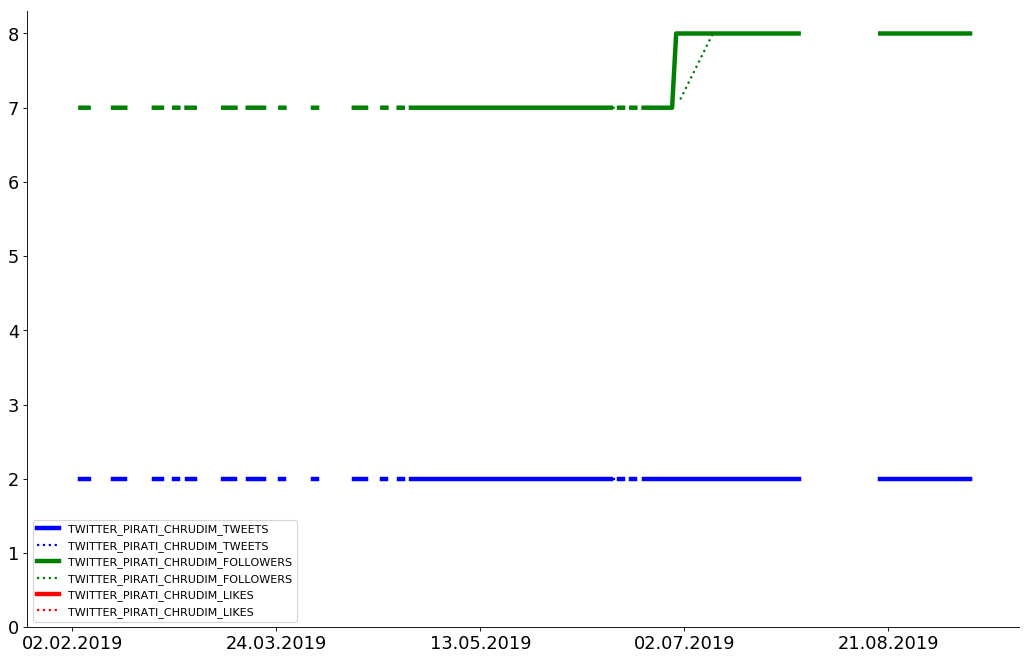 8
7
6
5
4
3
2
1
0
TWITTER_PIRATI_CHRUDIM_TWEETS
TWITTER_PIRATI_CHRUDIM_TWEETS
TWITTER_PIRATI_CHRUDIM_FOLLOWERS
TWITTER_PIRATI_CHRUDIM_FOLLOWERS
TWITTER_PIRATI_CHRUDIM_LIKES
TWITTER_PIRATI_CHRUDIM_LIKES
02.02.2019 24.03.2019 13.05.2019 02.07.2019 21.08.2019